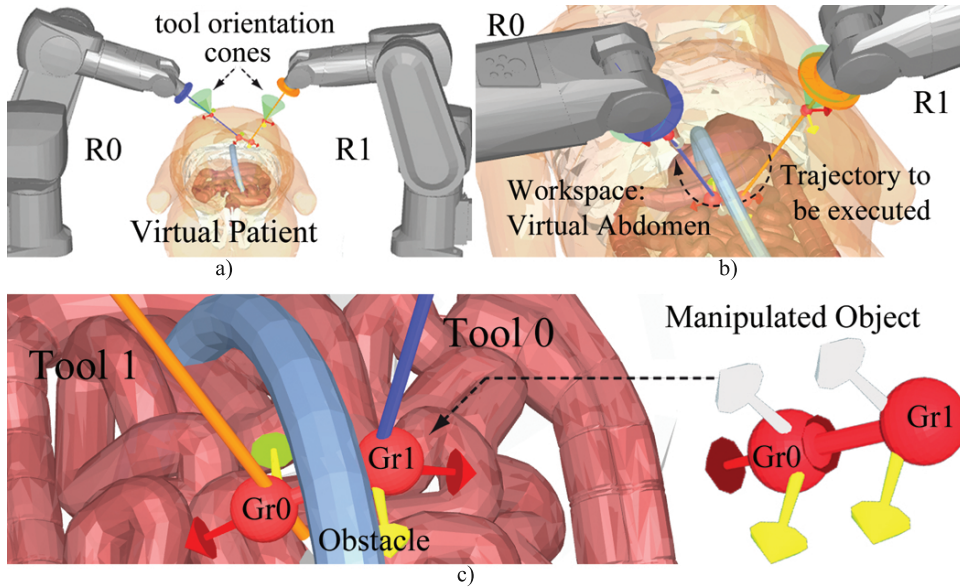 tool orientation
cones
R0
R1
Virtual Patient
a)
R0
R1
Workspace:
Virtual Abdomen
Trajectory to
be executed
b)
Tool 1
Tool 0
Gr1
Gr0
Obstacle
Manipulated Object
Gr0
Gr1
c)